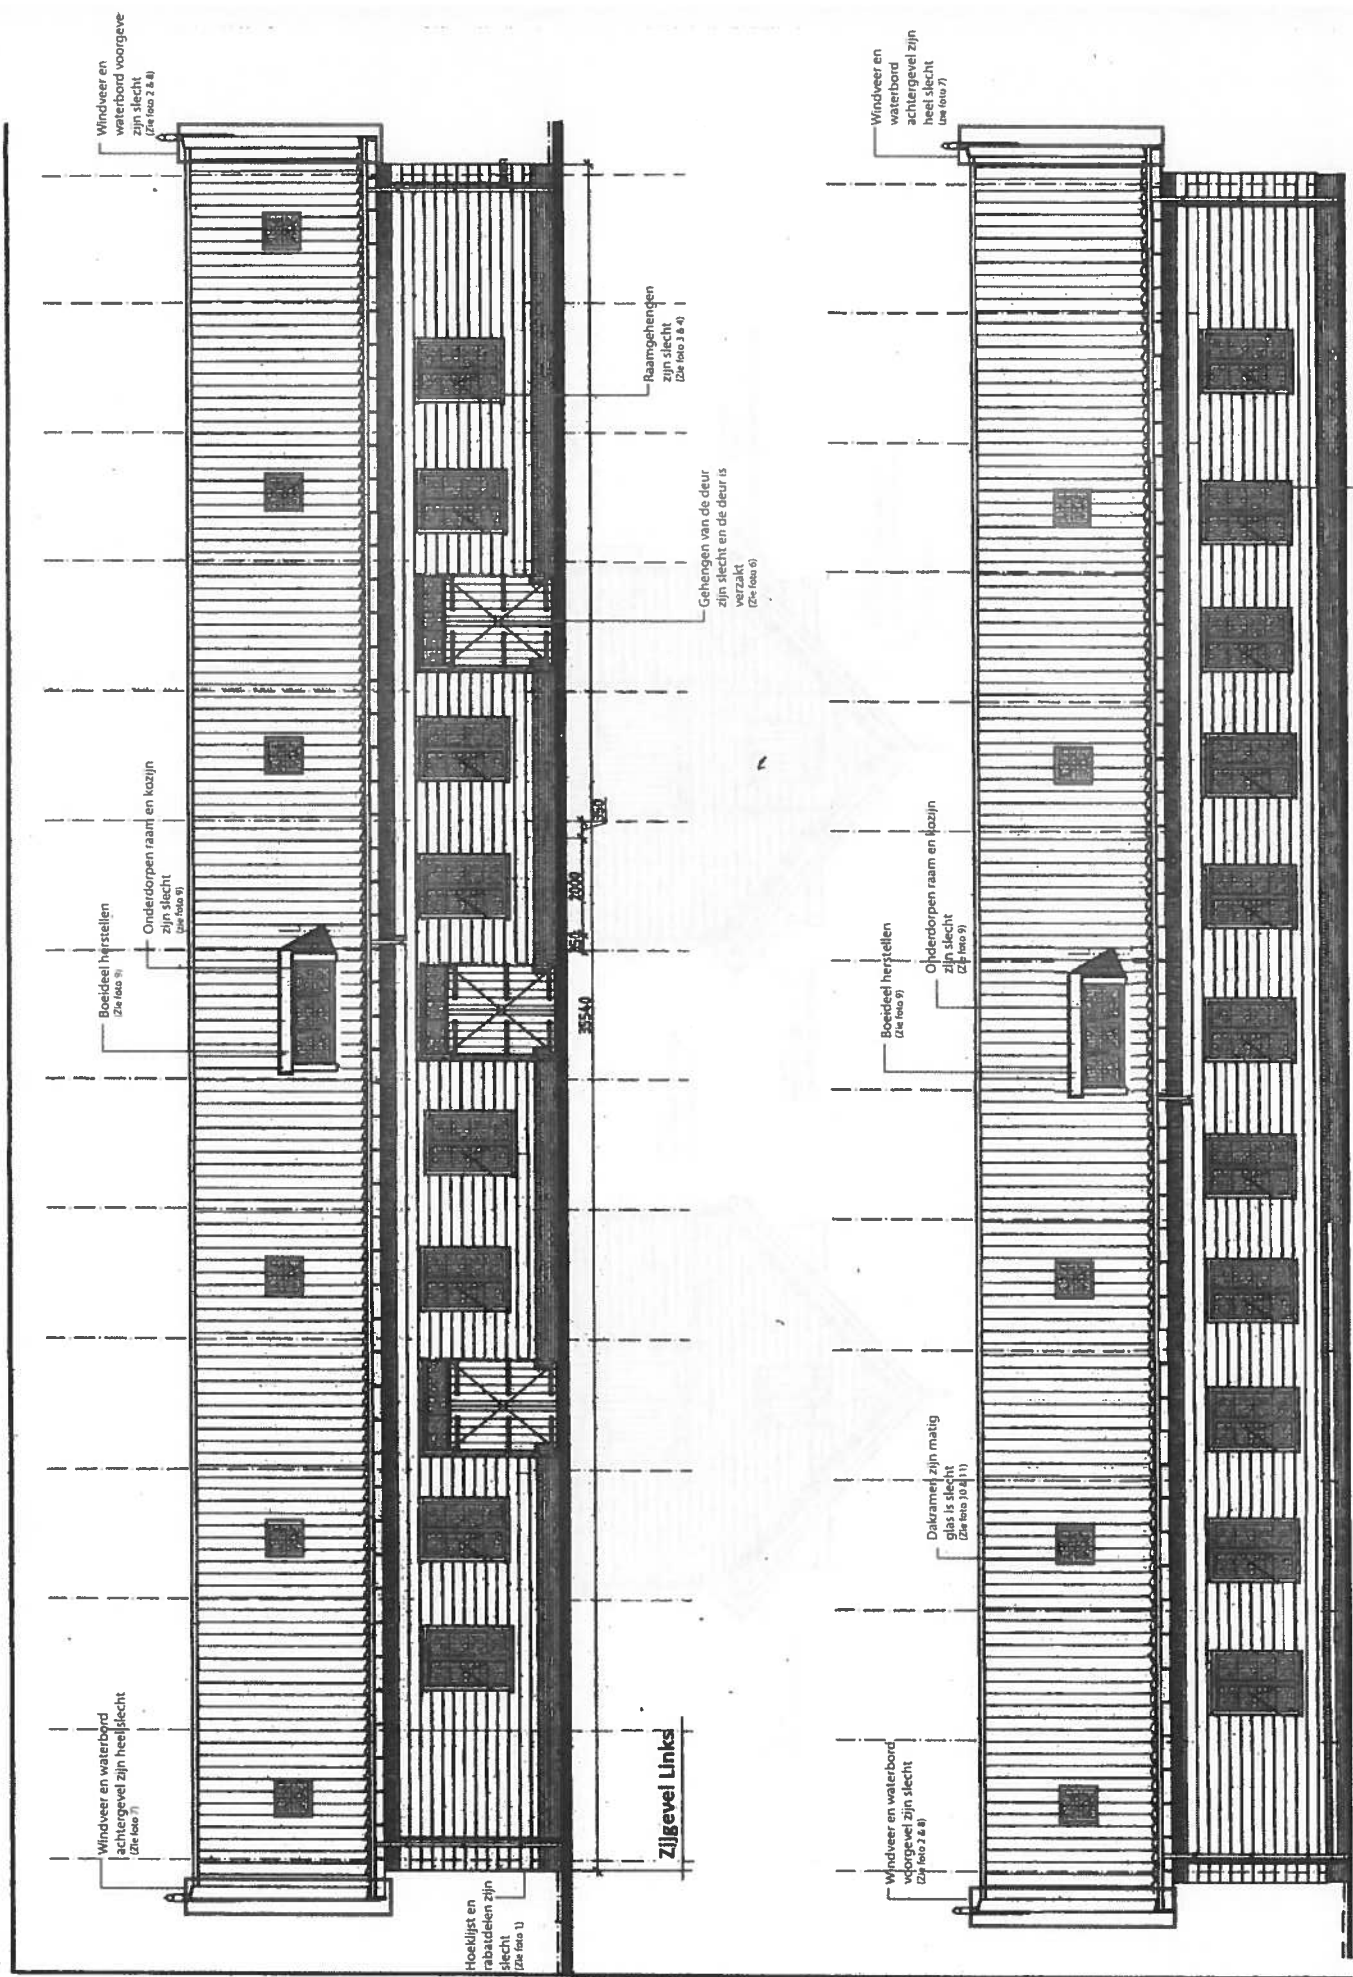 Windveer en waterbord
achtergevel zijn heel slecht
(Zie foto 7)
Boeideel herstellen
(Zie foto 9)
Onderdorpen raam en kozijn
zijn slecht
(zie foto 9)
Windveer en
waterbord voorgeve
zijn slecht
(Zie foto 2 & 8)
Hoeklijst en
rabatdelen zijn
slecht
(Zie foto 1)
Gehengen van de deur
zijn slecht en de deur is
verzakt
(Zie foto 6)
Raamgehengen
zijn slecht
(Zie foto 3 & 4)
35540
350
2000
Zijgevel Links
Windveer en waterbord
voorgevel zijn slecht
(Zie foto 2 & 8)
Dakramen zijn matig
glas is slecht
(Zie foto 10 & 11)
Boeideel herstellen
(Zie foto 9)
Onderdorpen raam en kozijn
zijn slecht
(Zie foto 9)
Windveer en
waterbord
achtergevel zijn
heel slecht
(zie foto 7)